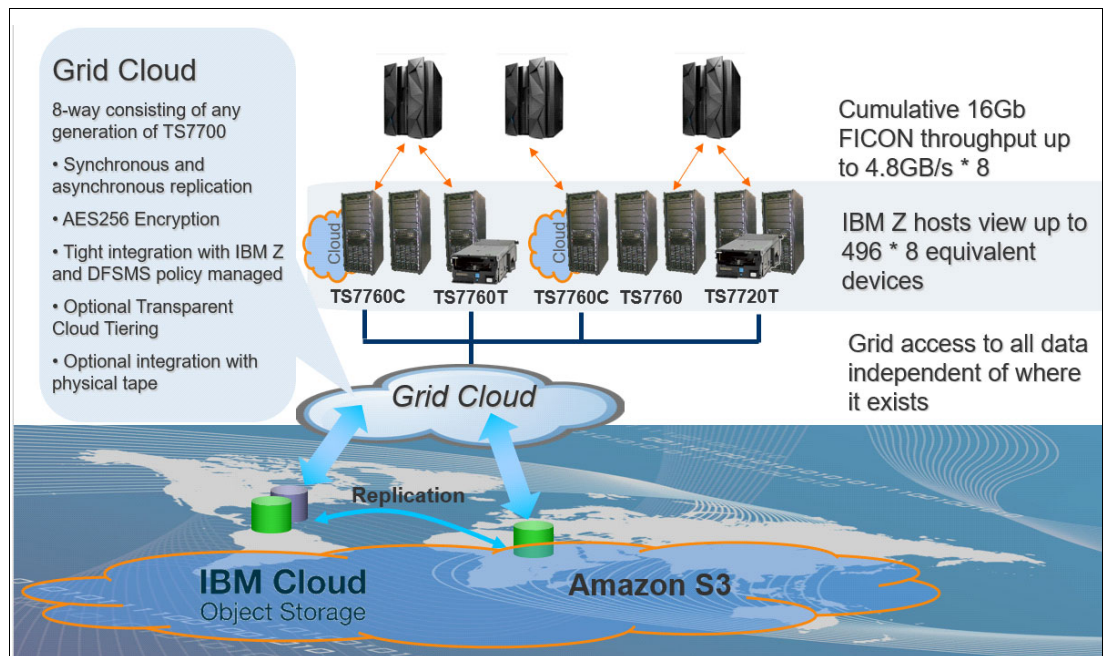 Grid Cloud
8-way consisting of any
generation of TS7700
• Synchronous and
asynchronous replication
• AES256 Encryption
• Tight integration with IBM Z
and DFSMS policy managed
• Optional Transparent
Cloud Tiering
• Optional integration with
physical tape
Cumulative 16Gb
FICON throughput up
to 4.8GB/s * 8
IBM Z hosts view up to
496 * 8 equivalent
devices
Grid access to all data
independent of where
it exists
Cloud
Cloud
TS7760C
TS7760T
TS7760C
TS7760
TS7720T
Grid Cloud
Replication
IBM Cloud
Object Storage
Amazon S3